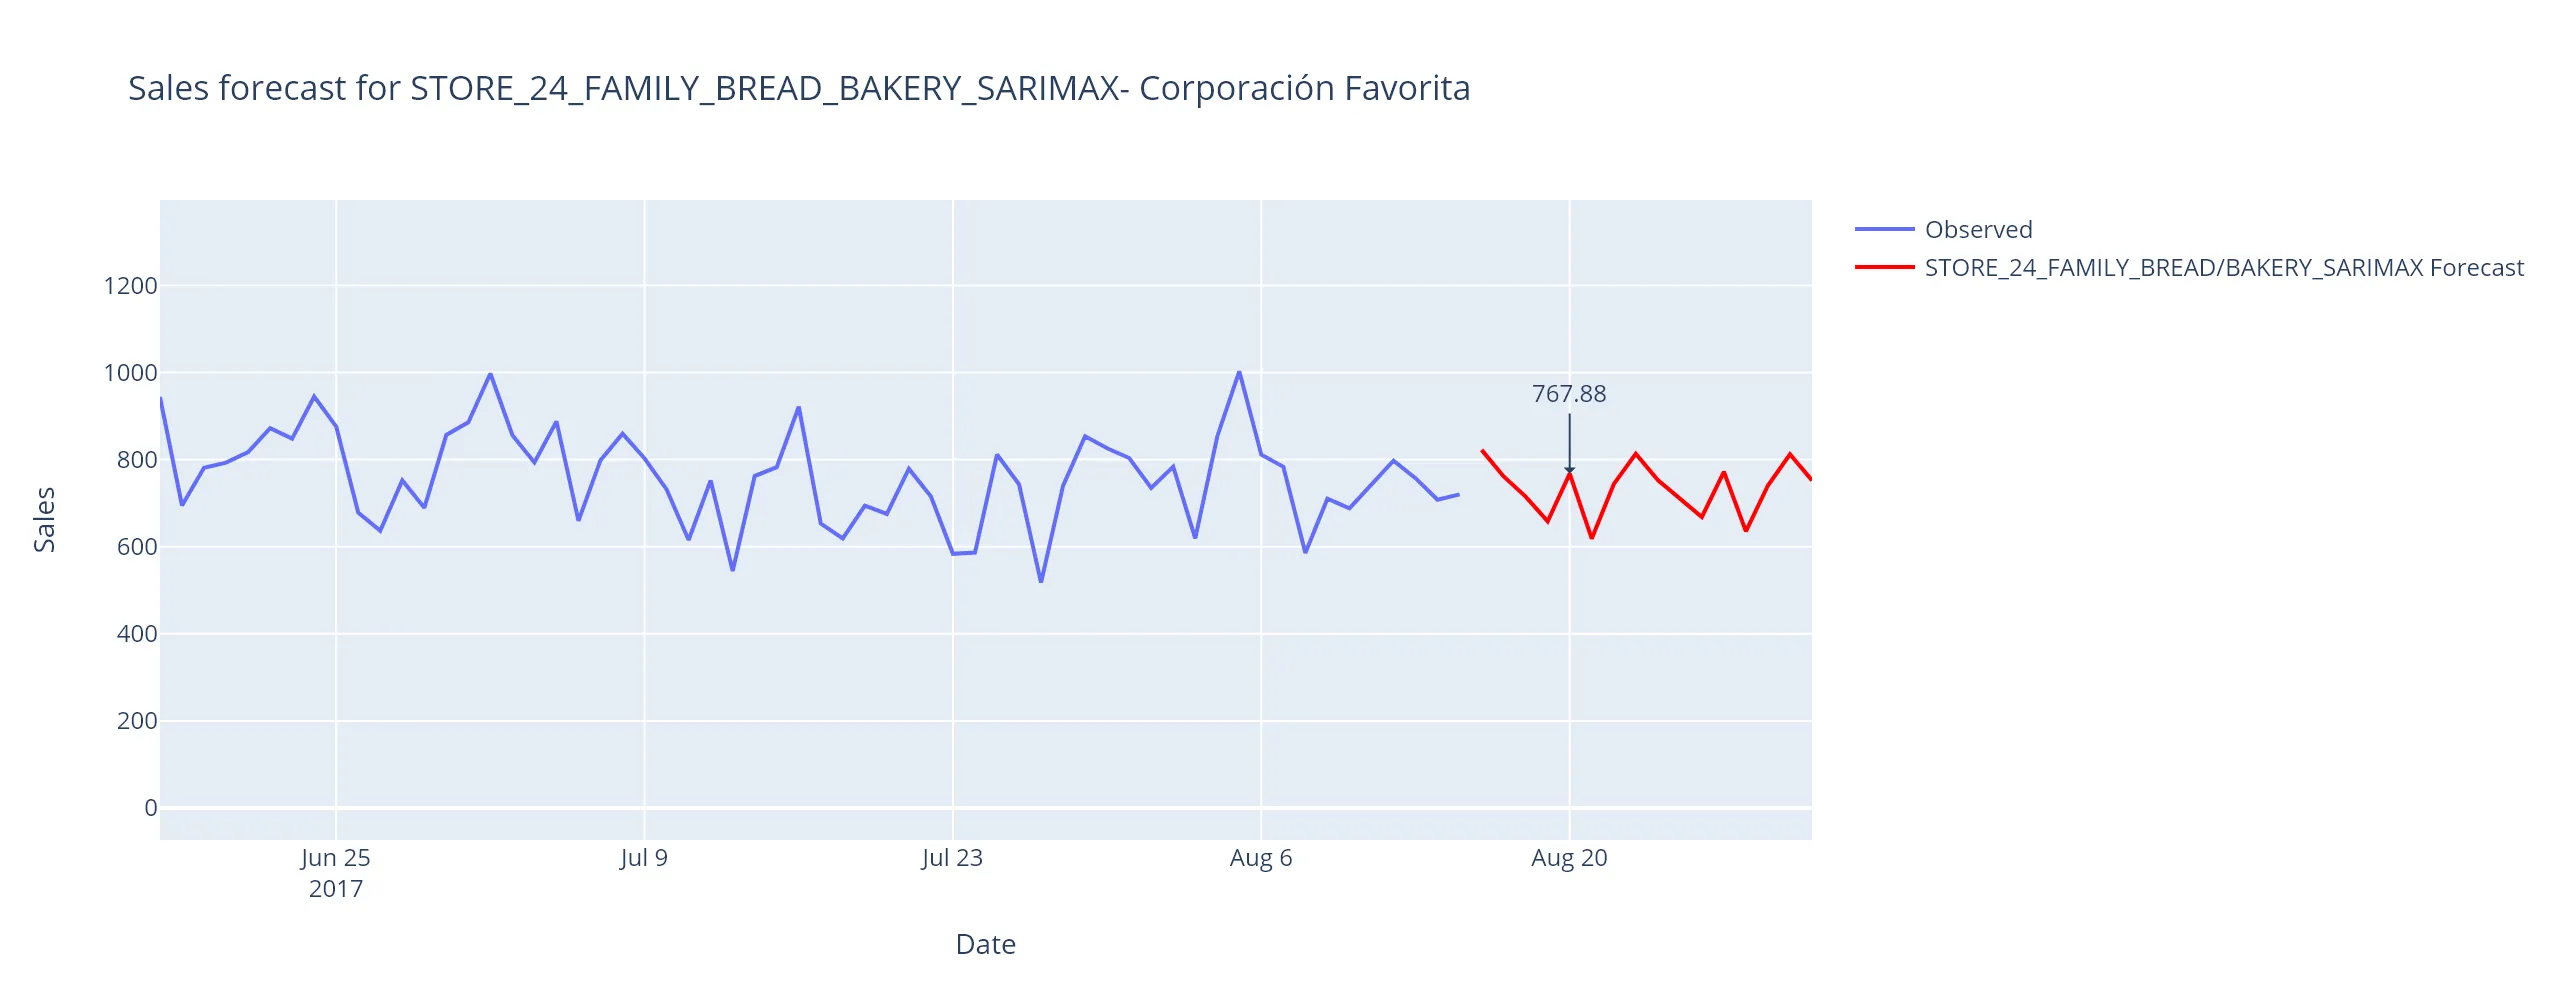 Sales forecast for STORE_24_FAMILY_BREAD_BAKERY_SARIMAX- Corporación Favorita
Observed
STORE_24_FAMILY_BREAD/BAKERY_SARIMAX Forecast
1200
1000
800
600
400
200
0
Sales
767.88
Jun 25
2017
Jul 9
Jul 23
Aug 6
Aug 20
Date